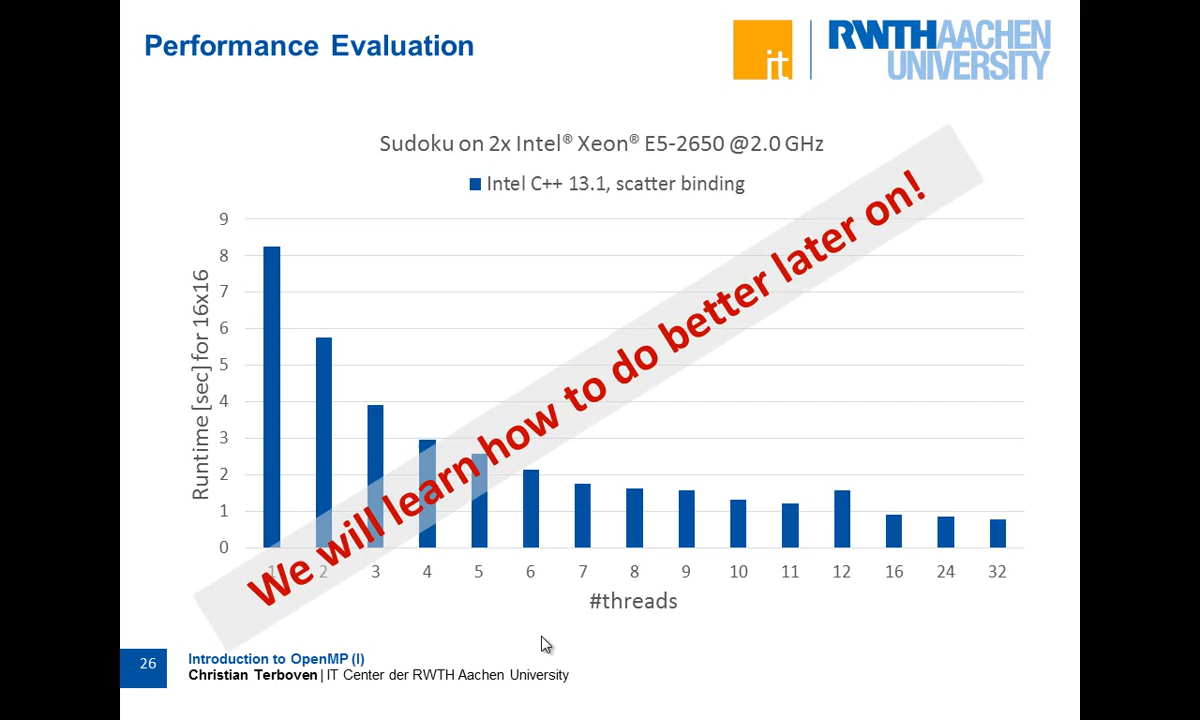 Performance Evaluation
it
RWTHAACHEN
UNIVERSITY
Sudoku on 2x Intel® Xeon® E5-2650 @2.0 GHz
Intel C++ 13.1, scatter binding
We will learn how to do better later on!
Runtime [sec] for 16x16
9
8
7
6
5
4
3
2
1
0
1 2 3 4 5 6 7 8 9 10 11 12 16 24 32
#threads
26
Introduction to OpenMP (I)
Christian Terboven | IT Center der RWTH Aachen University